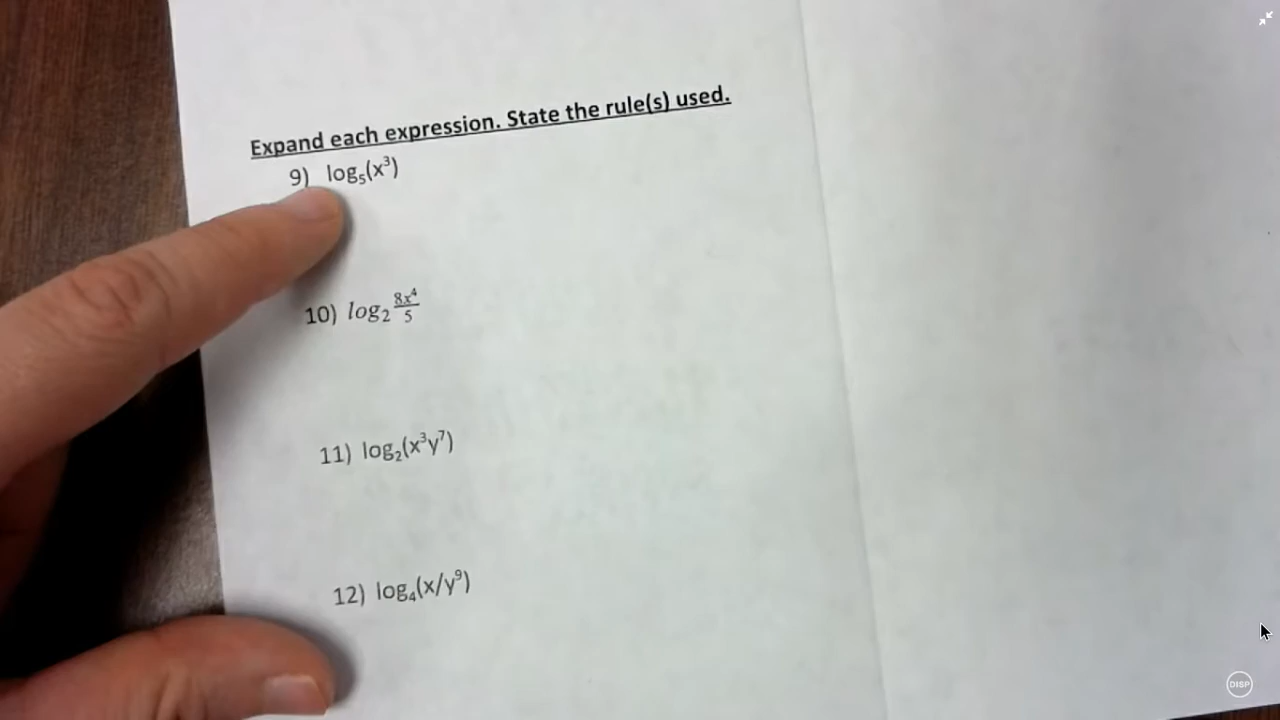 Expand each expression. State the rule(s) used.
9) log₅(x³)
10) log₂ 8x⁴/5
11) log₂(x³y⁷)
12) log₄(x/y⁹)
DISP